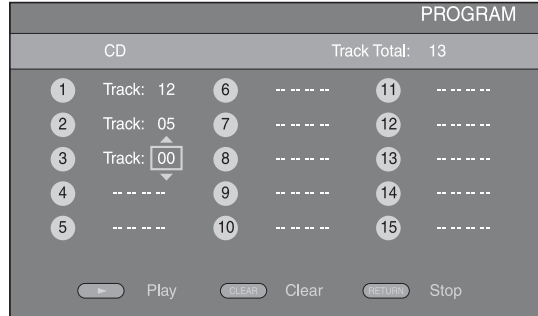 PROGRAM
CD Track Total: 13
1 Track: 12 6 -- -- -- -- 11 -- -- -- --
2 Track: 05 7 -- -- -- -- 12 -- -- -- --
3 Track: 00 8 -- -- -- -- 13 -- -- -- --
4 -- -- -- -- 9 -- -- -- -- 14 -- -- -- --
5 -- -- -- -- 10 -- -- -- -- 15 -- -- -- --
Play CLEAR Clear RETURN Stop